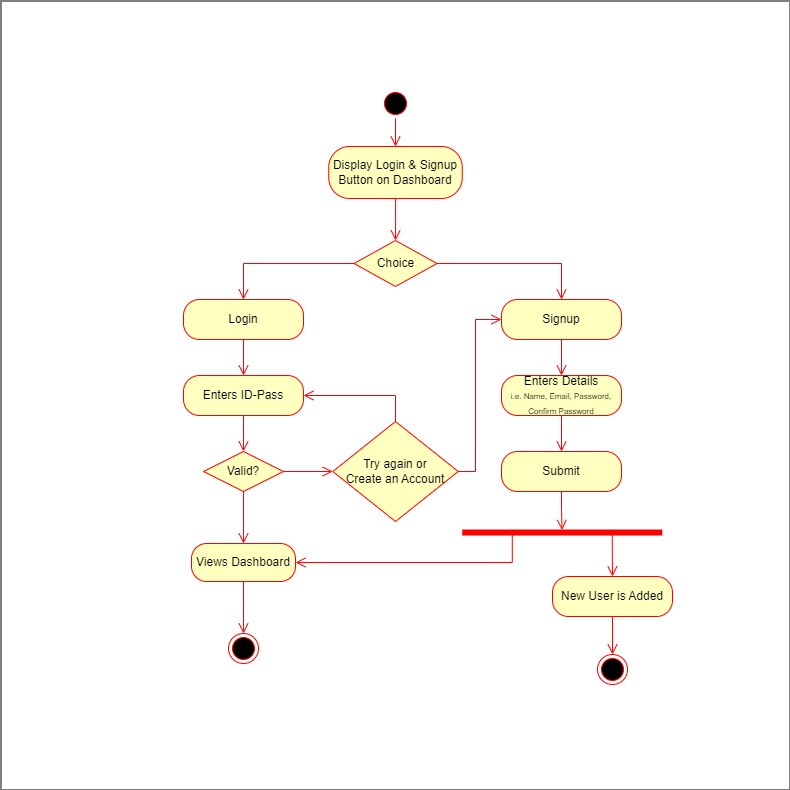 Display Login & Signup
Button on Dashboard
Choice
Login
Signup
Enters ID-Pass
Enters Details
i.e. Name, Email, Password,
Confirm Password
Valid?
Try again or
Create an Account
Submit
Views Dashboard
New User is Added